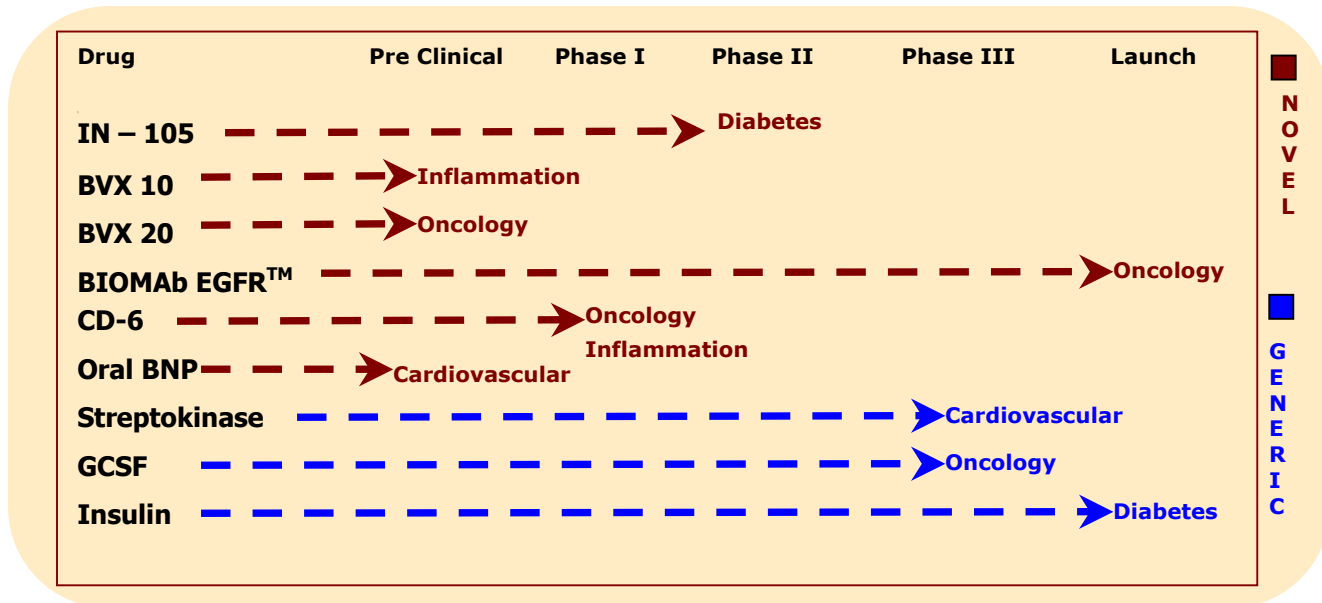 Drug Pre Clinical Phase I Phase II Phase III Launch
IN – 105 Diabetes
BVX 10 Inflammation
BVX 20 Oncology
BIOMAb EGFR™ Oncology
CD-6 Oncology
Inflammation
Oral BNP Cardiovascular
Streptokinase Cardiovascular
GCSF Oncology
Insulin Diabetes
NOVEL
GENERIC